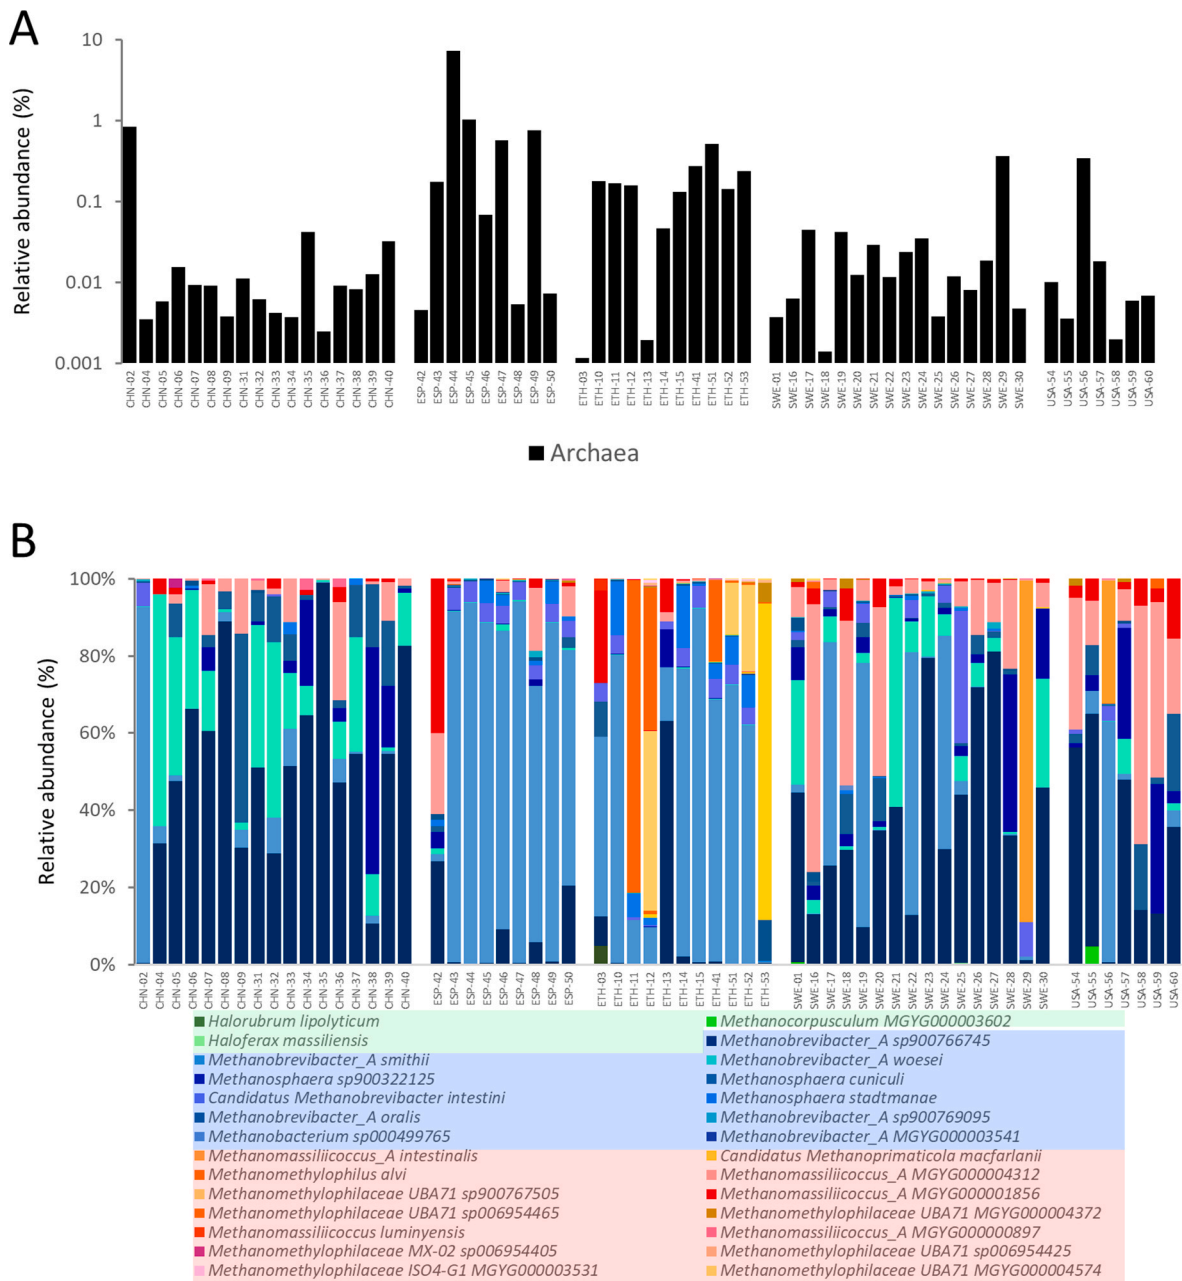 A
Relative abundance (%)
10
1
0.1
0.01
0.001
CHN-02 CHN-04 CHN-05 CHN-06 CHN-07 CHN-08 CHN-09 CHN-31 CHN-32 CHN-33 CHN-34 CHN-35 CHN-36 CHN-37 CHN-38 CHN-39 CHN-40 ESP-42 ESP-43 ESP-44 ESP-45 ESP-46 ESP-47 ESP-48 ESP-49 ESP-50 ETH-03 ETH-10 ETH-11 ETH-12 ETH-13 ETH-14 ETH-15 ETH-41 ETH-51 ETH-52 ETH-53 SWE-01 SWE-16 SWE-17 SWE-18 SWE-19 SWE-20 SWE-21 SWE-22 SWE-23 SWE-24 SWE-25 SWE-26 SWE-27 SWE-28 SWE-29 SWE-30 USA-54 USA-55 USA-56 USA-57 USA-58 USA-59 USA-60
Archaea
B
Relative abundance (%)
100%
80%
60%
40%
20%
0%
CHN-02 CHN-04 CHN-05 CHN-06 CHN-07 CHN-08 CHN-09 CHN-31 CHN-32 CHN-33 CHN-34 CHN-35 CHN-36 CHN-37 CHN-38 CHN-39 CHN-40 ESP-42 ESP-43 ESP-44 ESP-45 ESP-46 ESP-47 ESP-48 ESP-49 ESP-50 ETH-03 ETH-10 ETH-11 ETH-12 ETH-13 ETH-14 ETH-15 ETH-41 ETH-51 ETH-52 ETH-53 SWE-01 SWE-16 SWE-17 SWE-18 SWE-19 SWE-20 SWE-21 SWE-22 SWE-23 SWE-24 SWE-25 SWE-26 SWE-27 SWE-28 SWE-29 SWE-30 USA-54 USA-55 USA-56 USA-57 USA-58 USA-59 USA-60
Halorubrum lipolyticum
Methanocorpusculum MGYG000003602
Haloferax massiliensis
Methanobrevibacter_A sp900766745
Methanobrevibacter_A smithii
Methanobrevibacter_A woesei
Methanosphaera sp900322125
Methanosphaera cuniculi
Candidatus Methanobrevibacter intestini
Methanosphaera stadtmanae
Methanobrevibacter_A oralis
Methanobrevibacter_A sp900769095
Methanobacterium sp000499765
Methanobrevibacter_A MGYG000003541
Methanomassiliicoccus_A intestinalis
Candidatus Methanoprimaticola macfarlanii
Methanomethylophilus alvi
Methanomassiliicoccus_A MGYG000004312
Methanomethylophilaceae UBA71 sp900767505
Methanomassiliicoccus_A MGYG000001856
Methanomethylophilaceae UBA71 sp006954465
Methanomethylophilaceae UBA71 MGYG000004372
Methanomassiliicoccus luminyensis
Methanomassiliicoccus_A MGYG000000897
Methanomethylophilaceae MX-02 sp006954405
Methanomethylophilaceae UBA71 sp006954425
Methanomethylophilaceae ISO4-G1 MGYG000003531
Methanomethylophilaceae UBA71 MGYG000004574